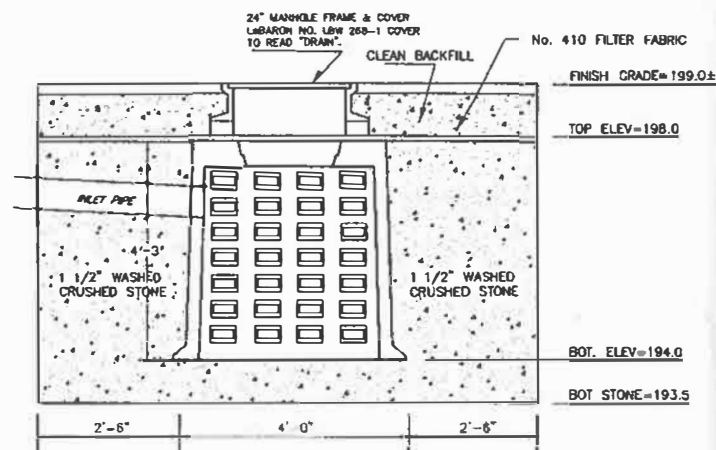 24" MANHOLE FRAME & COVER
LeBARON NO. LBW 268-1 COVER
TO READ "DRAIN".
No. 410 FILTER FABRIC
CLEAN BACKFILL
FINISH GRADE= 199.0±
TOP ELEV=198.0
INLET PIPE
4'-3"
1 1/2" WASHED
CRUSHED STONE
1 1/2" WASHED
CRUSHED STONE
BOT. ELEV=194.0
BOT STONE=193.5
2'-6"
4'-0"
2'-6"